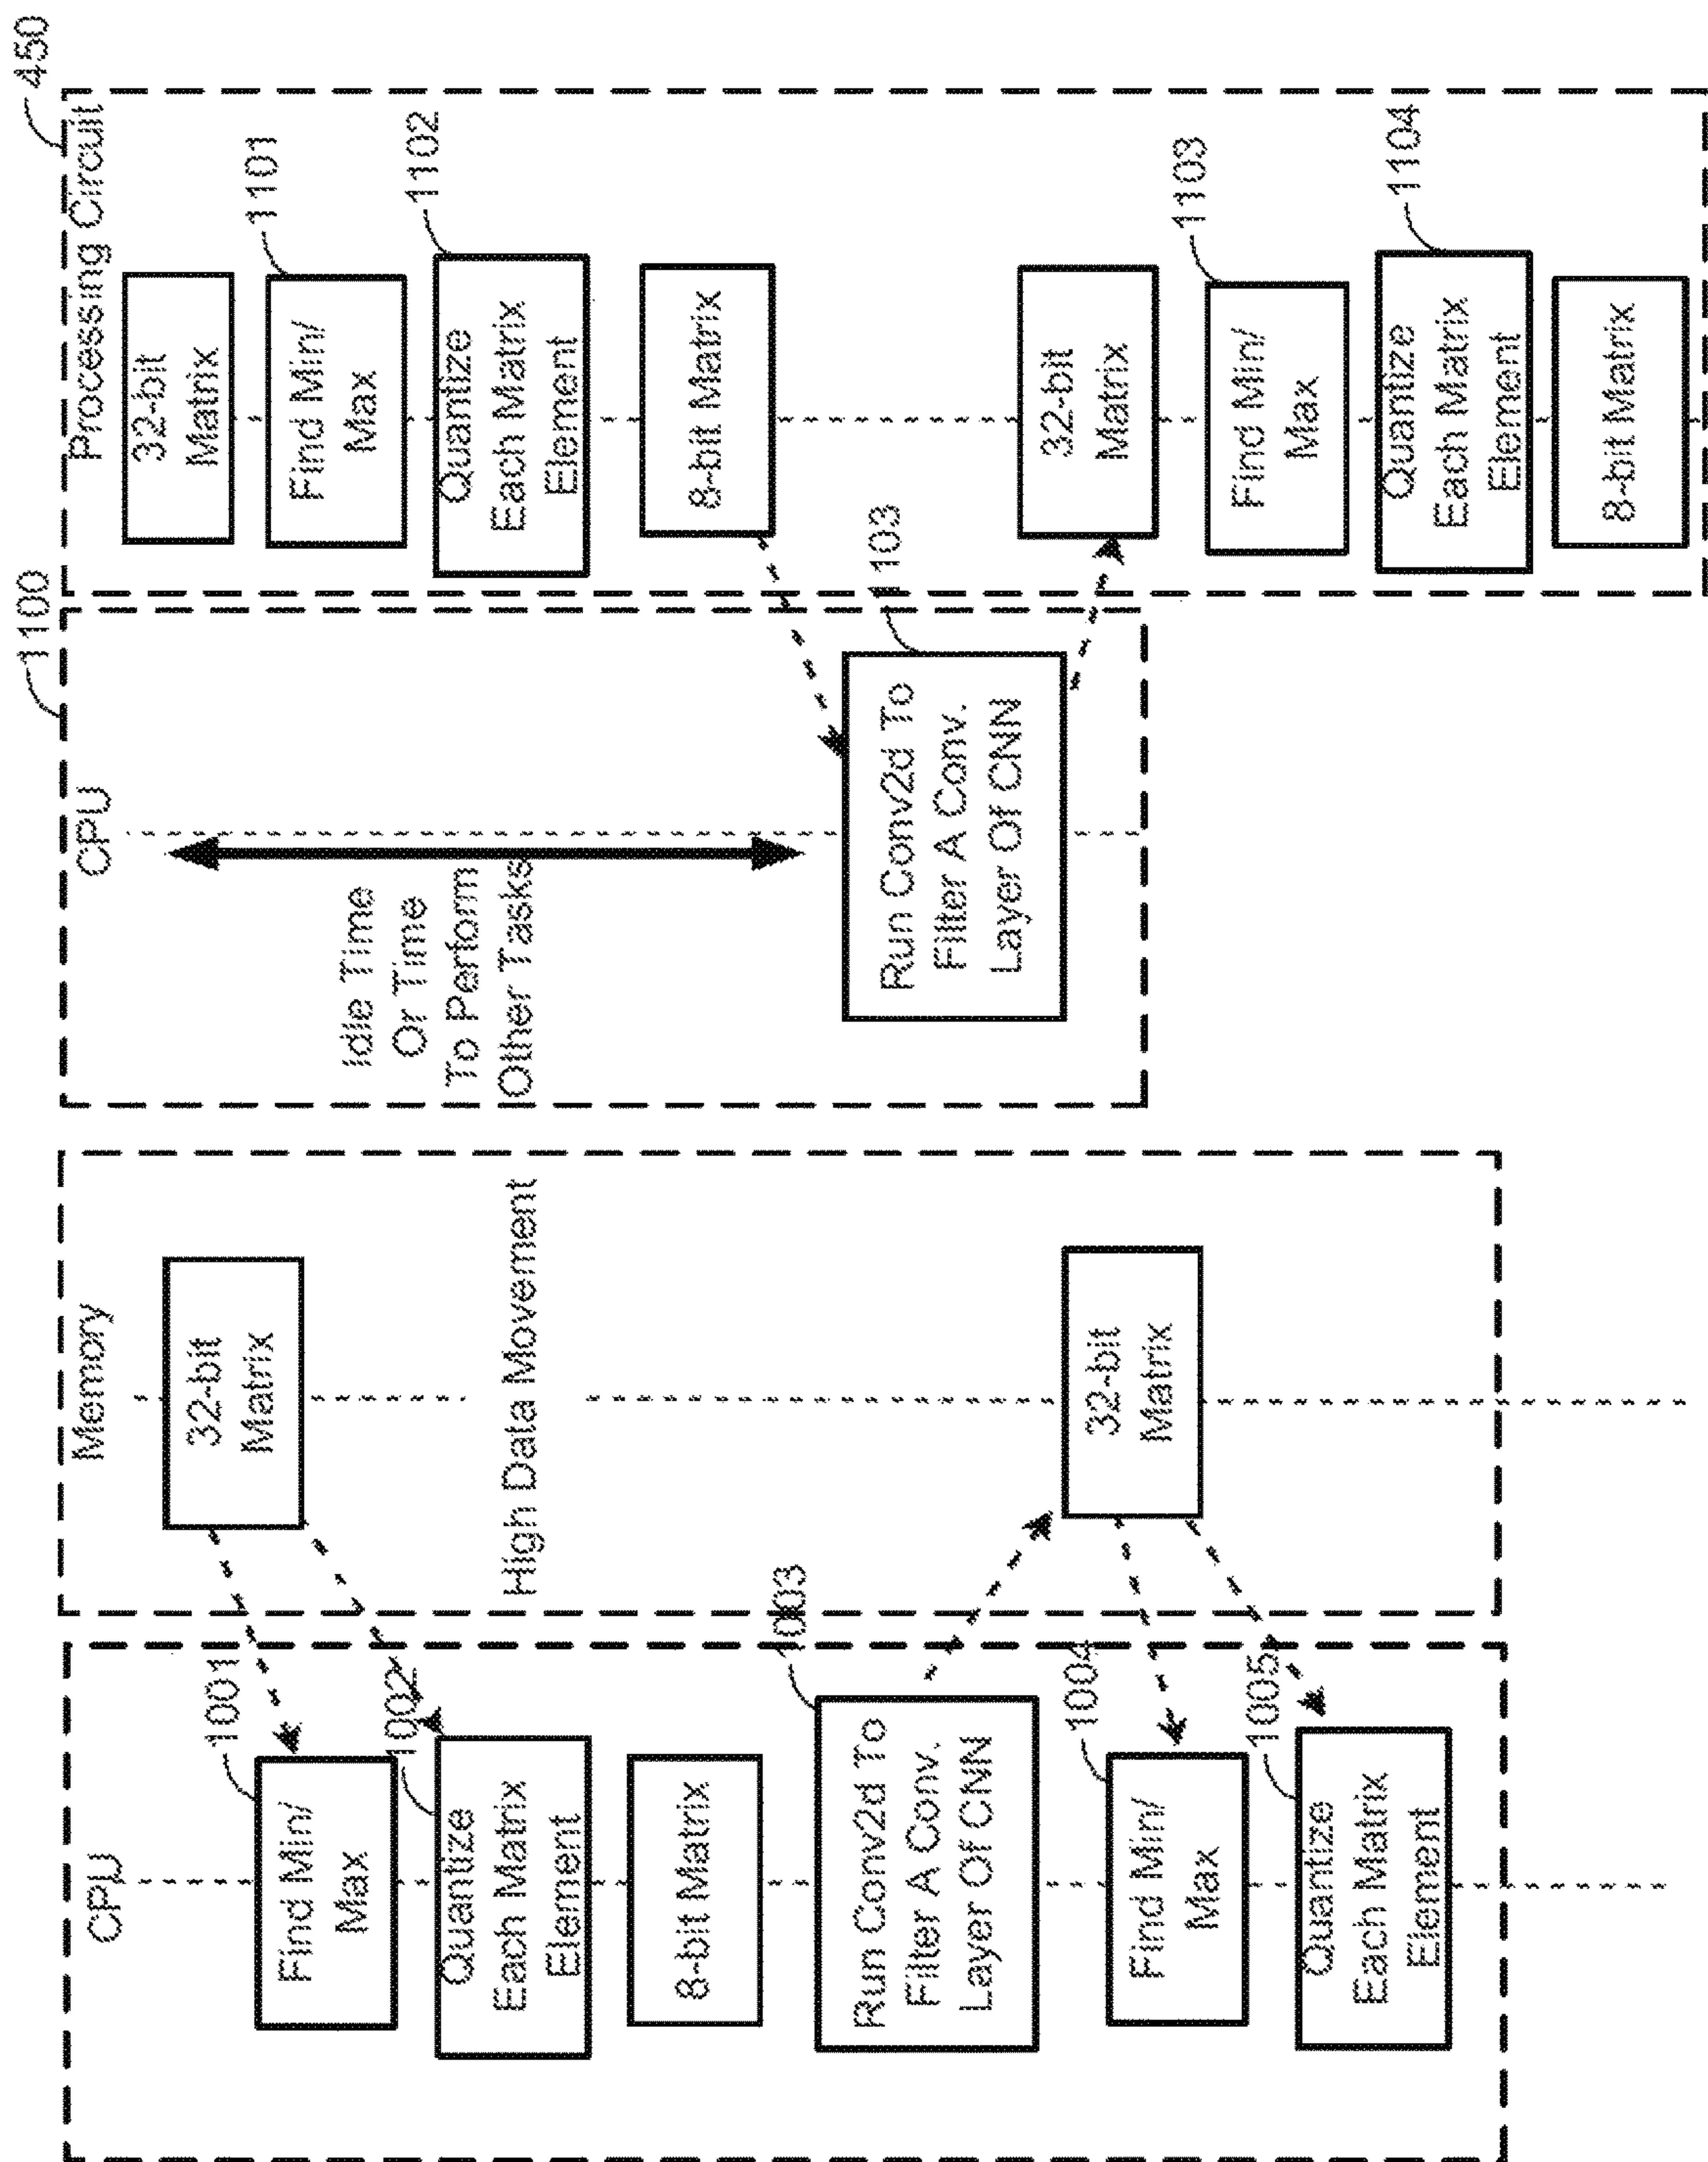 CPU
1001
Find Min/
Max
1002
Quantize
Each Matrix
Element
8-bit Matrix
1003
Run Conv2d To
Filter A Conv.
Layer Of CNN
1004
Find Min/
Max
1005
Quantize
Each Matrix
Element
Memory
32-bit
Matrix
High Data Movement
32-bit
Matrix
1100
CPU
Idle Time
Or Time
To Perform
Other Tasks
1103
Run Conv2d To
Filter A Conv.
Layer Of CNN
450
Processing Circuit
32-bit
Matrix
1101
Find Min/
Max
1102
Quantize
Each Matrix
Element
8-bit Matrix
32-bit
Matrix
1103
Find Min/
Max
1104
Quantize
Each Matrix
Element
8-bit Matrix